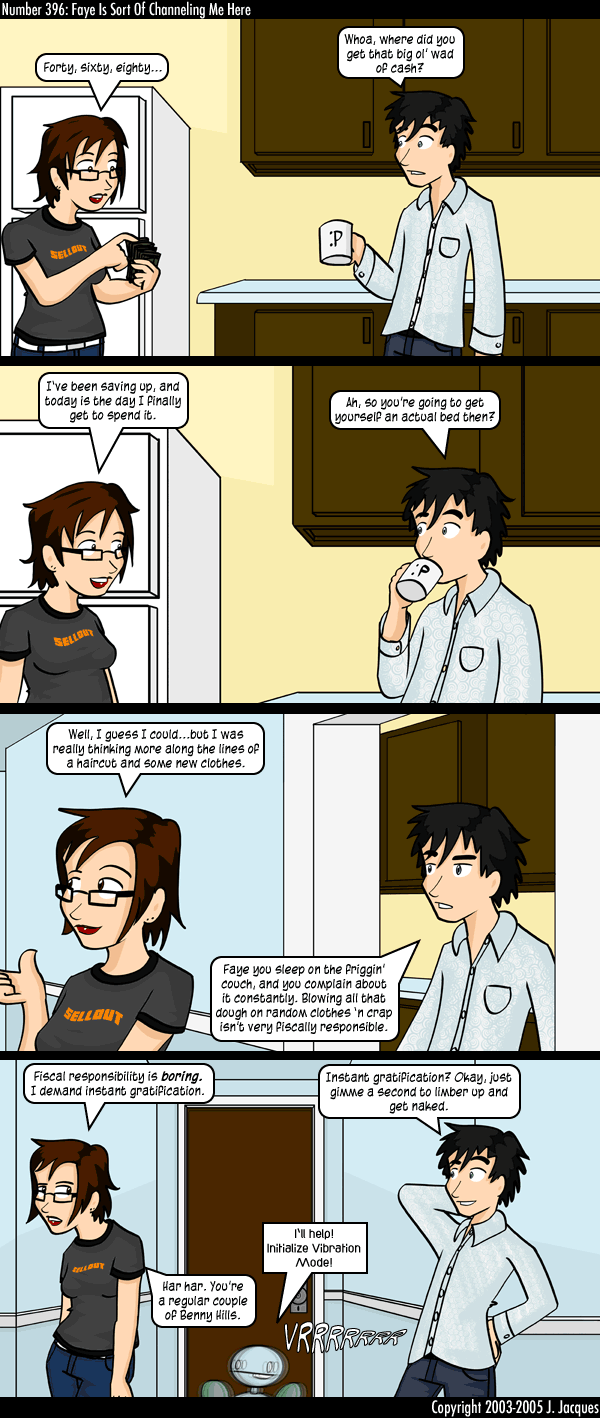 Number 396: Faye Is Sort Of Channeling Me Here
Forty, sixty, eighty...
Whoa, where did you
get that big ol' wad
of cash?
SELLOUT
:P
I've been saving up, and
today is the day I finally
get to spend it.
Ah, so you're going to get
yourself an actual bed then?
SELLOUT
:P
Well, I guess I could...but I was
really thinking more along the lines of
a haircut and some new clothes.
SELLOUT
Faye you sleep on the friggin'
couch, and you complain about
it constantly. Blowing all that
dough on random clothes 'n crap
isn't very fiscally responsible.
Fiscal responsibility is boring.
I demand instant gratification.
Instant gratification? Okay, just
gimme a second to limber up and
get naked.
I'll help!
Initialize Vibration
Mode!
SELLOUT
Har har. You're
a regular couple
of Benny Hills.
VRRRRRRRR
Copyright 2003-2005 J. Jacques